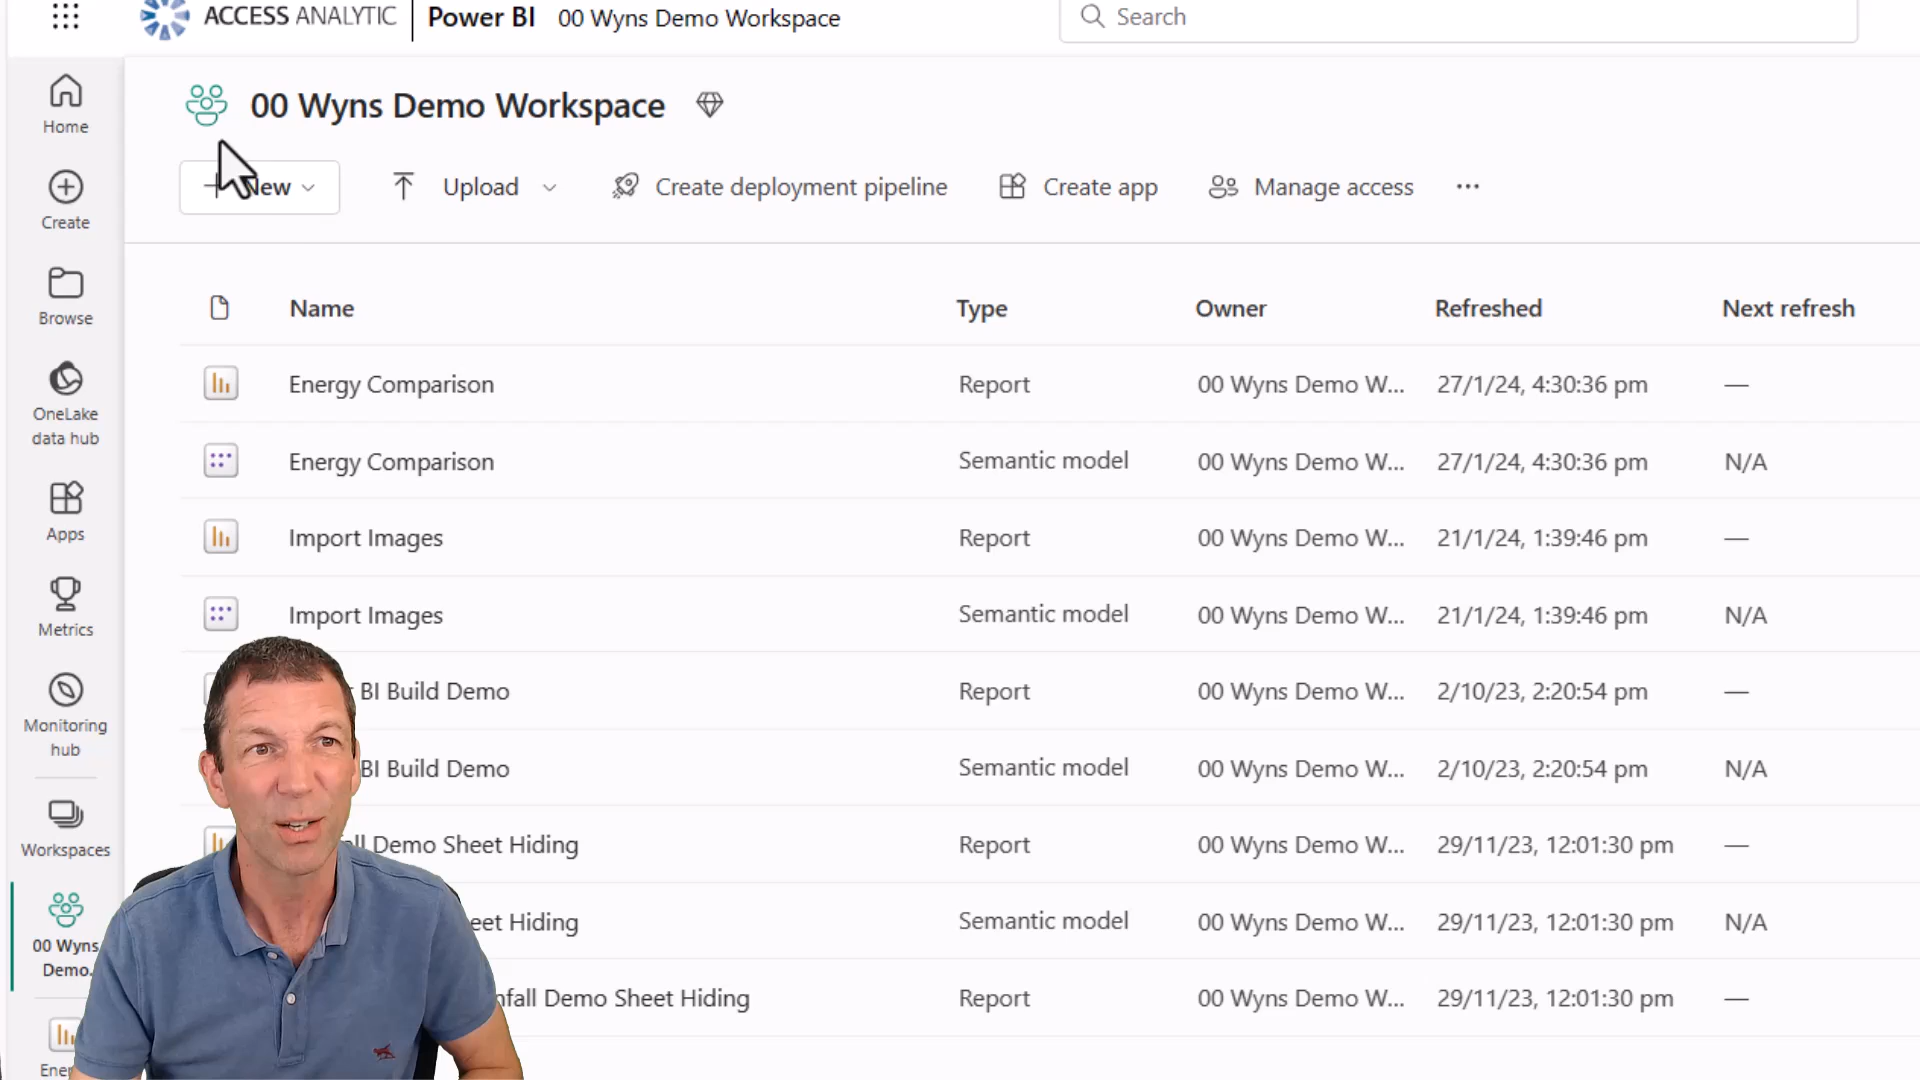 ACCESS ANALYTIC Power BI 00 Wyns Demo Workspace Search
00 Wyns Demo Workspace
New Upload Create deployment pipeline Create app Manage access ...
Home
Create
Browse
OneLake
data hub
Apps
Metrics
Monitoring
hub
Workspaces
00 Wyns
Demo.
Name Type Owner Refreshed Next refresh
Energy Comparison Report 00 Wyns Demo W... 27/1/24, 4:30:36 pm —
Energy Comparison Semantic model 00 Wyns Demo W... 27/1/24, 4:30:36 pm N/A
Import Images Report 00 Wyns Demo W... 21/1/24, 1:39:46 pm —
Import Images Semantic model 00 Wyns Demo W... 21/1/24, 1:39:46 pm N/A
BI Build Demo Report 00 Wyns Demo W... 2/10/23, 2:20:54 pm —
BI Build Demo Semantic model 00 Wyns Demo W... 2/10/23, 2:20:54 pm N/A
Demo Sheet Hiding Report 00 Wyns Demo W... 29/11/23, 12:01:30 pm —
Hiding Semantic model 00 Wyns Demo W... 29/11/23, 12:01:30 pm N/A
Demo Sheet Hiding Report 00 Wyns Demo W... 29/11/23, 12:01:30 pm —